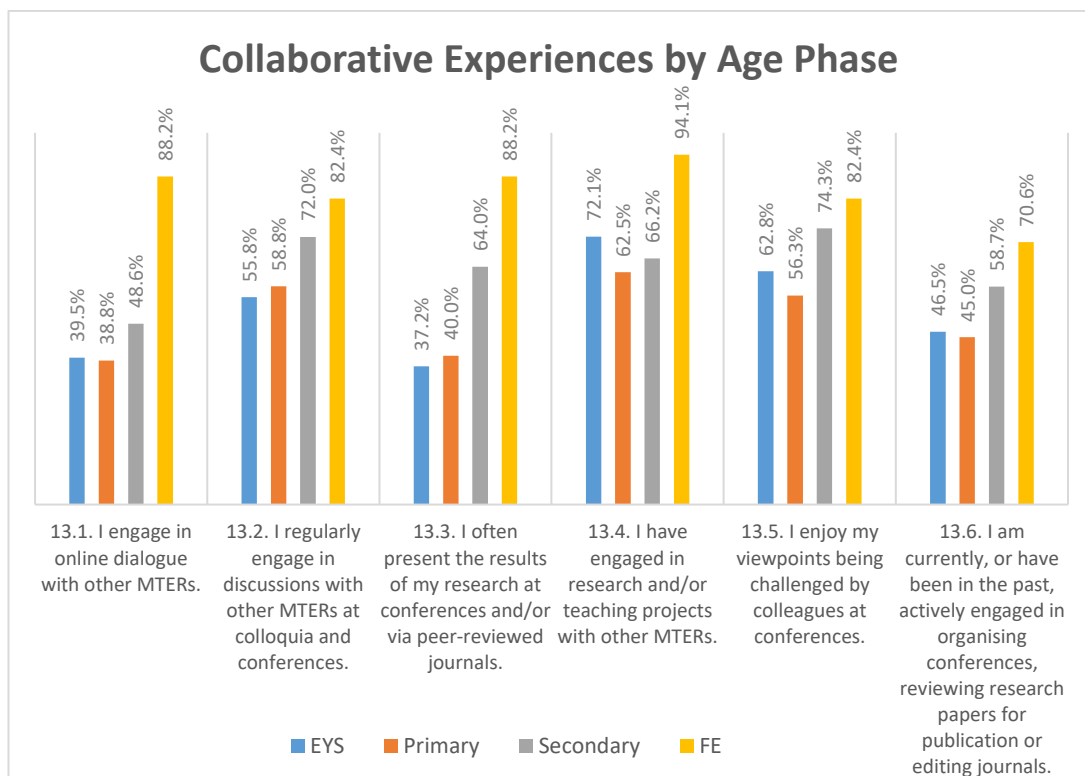 Collaborative Experiences by Age Phase
39.5%
38.8%
48.6%
88.2%
55.8%
58.8%
72.0%
82.4%
37.2%
40.0%
64.0%
88.2%
72.1%
62.5%
66.2%
94.1%
62.8%
56.3%
74.3%
82.4%
46.5%
45.0%
58.7%
70.6%
13.1. I engage in
online dialogue
with other MTERs.
13.2. I regularly
engage in
discussions with
other MTERs at
colloquia and
conferences.
13.3. I often
present the results
of my research at
conferences and/or
via peer-reviewed
journals.
13.4. I have
engaged in
research and/or
teaching projects
with other MTERs.
13.5. I enjoy my
viewpoints being
challenged by
colleagues at
conferences.
13.6. I am
currently, or have
been in the past,
actively engaged in
organising
conferences,
reviewing research
papers for
publication or
editing journals.
EYS
Primary
Secondary
FE